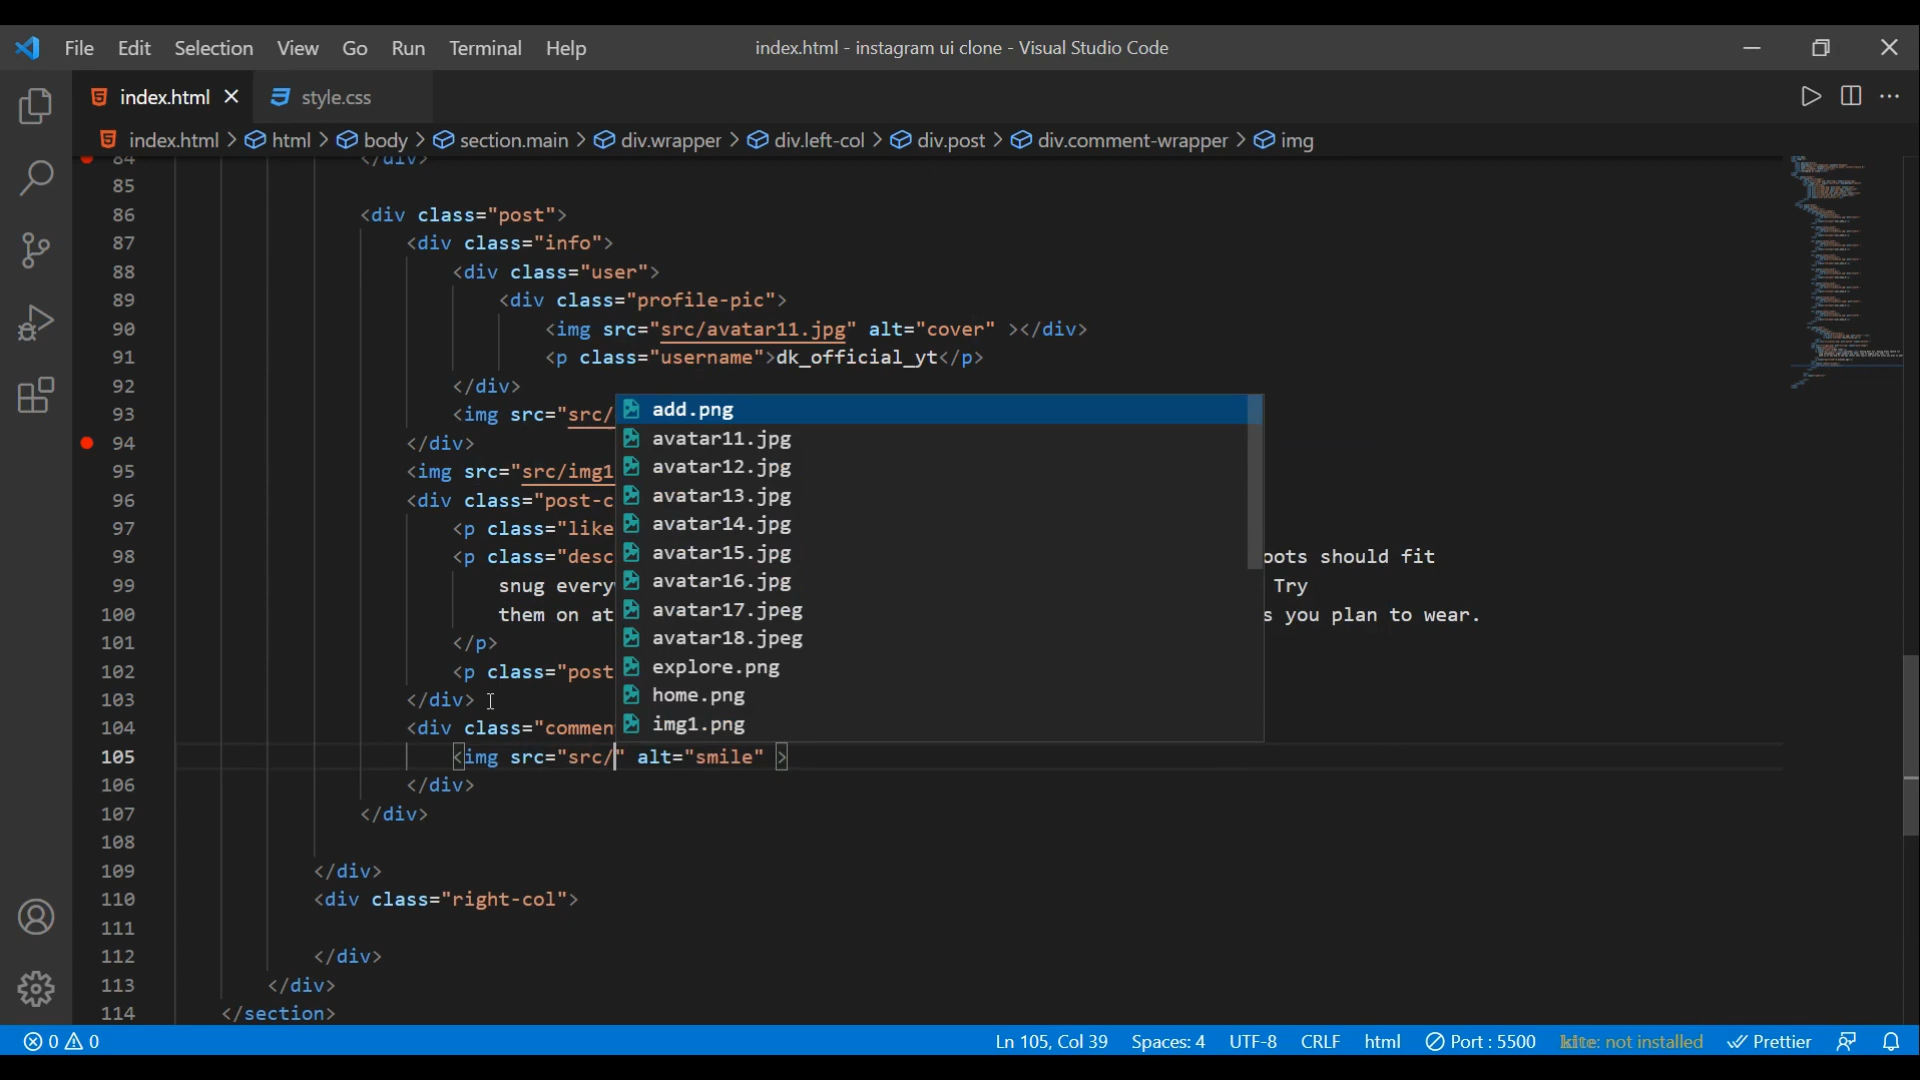 File Edit Selection View Go Run Terminal Help index.html - instagram ui clone - Visual Studio Code
index.html style.css
index.html > html > body > section.main > div.wrapper > div.left-col > div.post > div.comment-wrapper > img
84 </div>
85
86 <div class="post">
87 <div class="info">
88 <div class="user">
89 <div class="profile-pic">
90 <img src="src/avatar11.jpg" alt="cover" ></div>
91 <p class="username">dk_official_yt</p>
92 </div>
93 <img src="src/
add.png
avatar11.jpg
94 </div>
avatar12.jpg
95 <img src="src/img1
avatar13.jpg
96 <div class="post-c
avatar14.jpg
97 <p class="like
avatar15.jpg
98 <p class="desc oots should fit
avatar16.jpg
99 snug every Try
avatar17.jpeg
100 them on at s you plan to wear.
avatar18.jpeg
101 </p>
explore.png
102 <p class="post
home.png
103 </div>
img1.png
104 <div class="commen
105 <img src="src/" alt="smile" >
106 </div>
107 </div>
108
109 </div>
110 <div class="right-col">
111
112 </div>
113 </div>
114 </section>
0 0 Ln 105, Col 39 Spaces: 4 UTF-8 CRLF html Port : 5500 kite: not installed Prettier